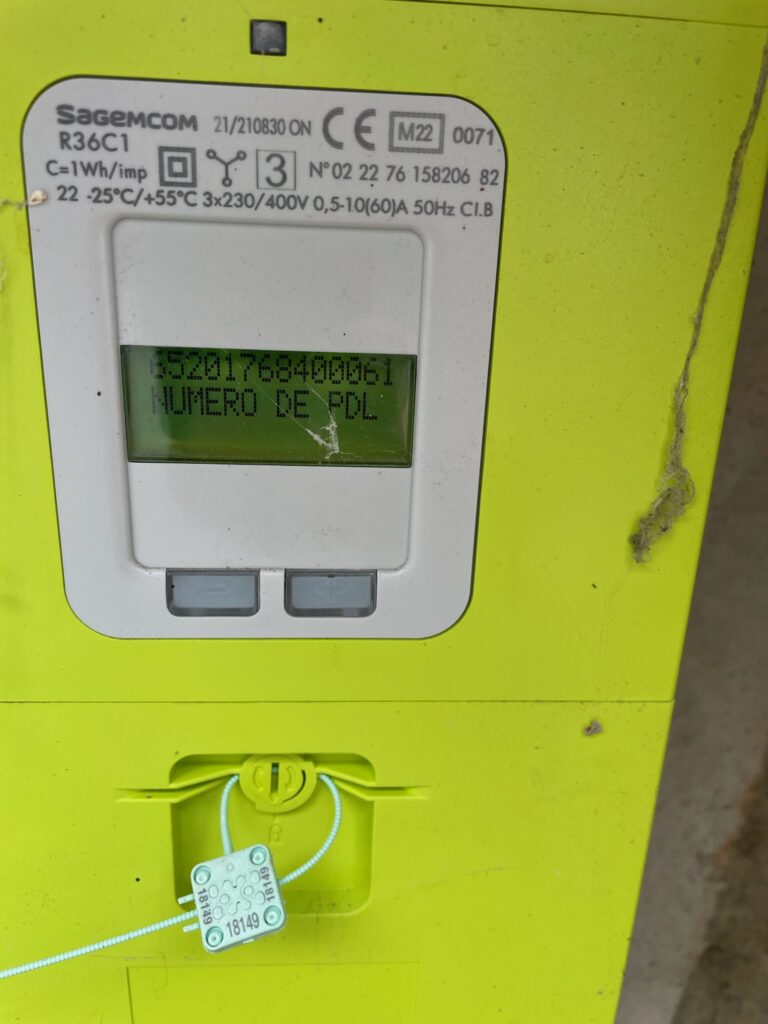 SAGEMCOM 21/210830 ON CE M22 0071
R36C1
C=1Wh/imp 3 N° 02 22 76 158206 82
22 -25°C/+55°C 3x230/400V 0,5-10(60)A 50Hz Cl.B
65201768400061
NUMERO DE PDL
- +
18149
18149
18149